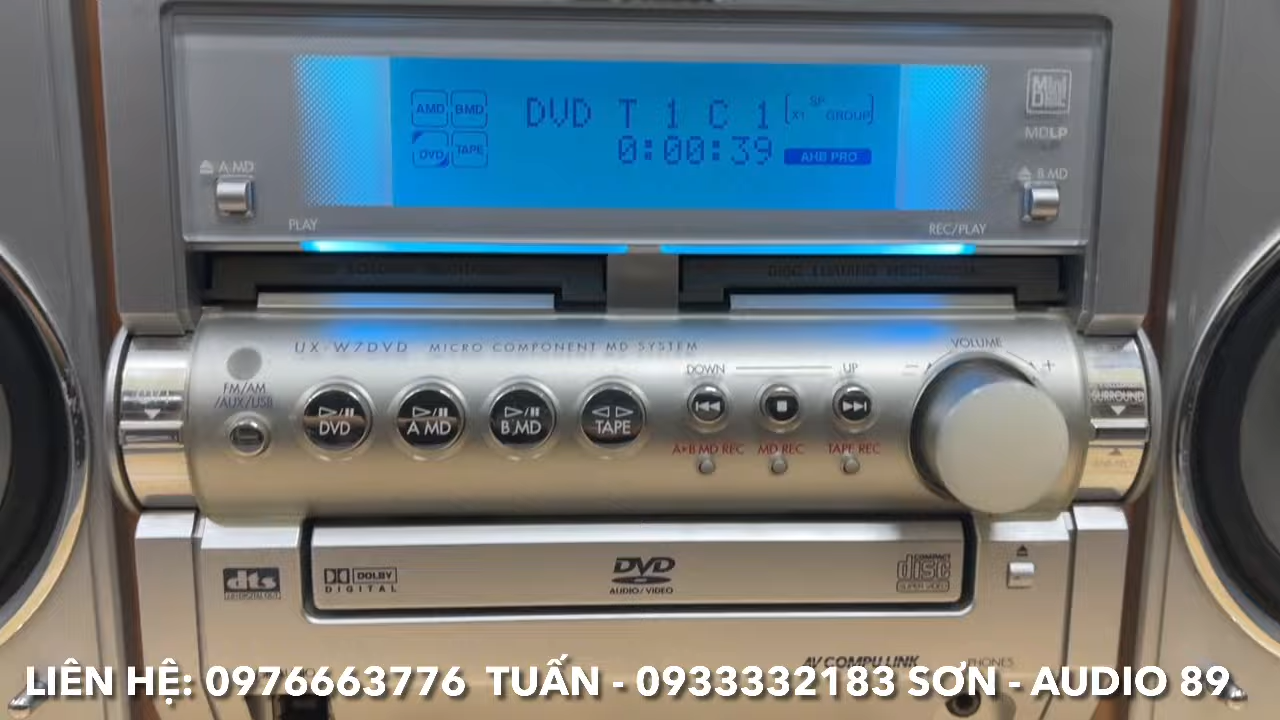 AMD BMD DVD T 1 C 1 X1 SP GROUP
DVD TAPE 0:00:39 AHB PRO
MDLP
A MD
B MD
PLAY
REC/PLAY
UX-W7DVD MICRO COMPONENT MD SYSTEM
VOLUME
DOWN UP
FM/AM
/AUX/USB
DVD
A MD
B MD
TAPE
SURROUND
A▶B MD REC MD REC TAPE REC
dts
DOLBY
DIGITAL
DVD
AUDIO/VIDEO
COMPACT
disc
SUPER VIDEO
AV COMPU LINK
PHONES
LIÊN HỆ: 0976663776 TUẤN - 0933332183 SƠN - AUDIO 89